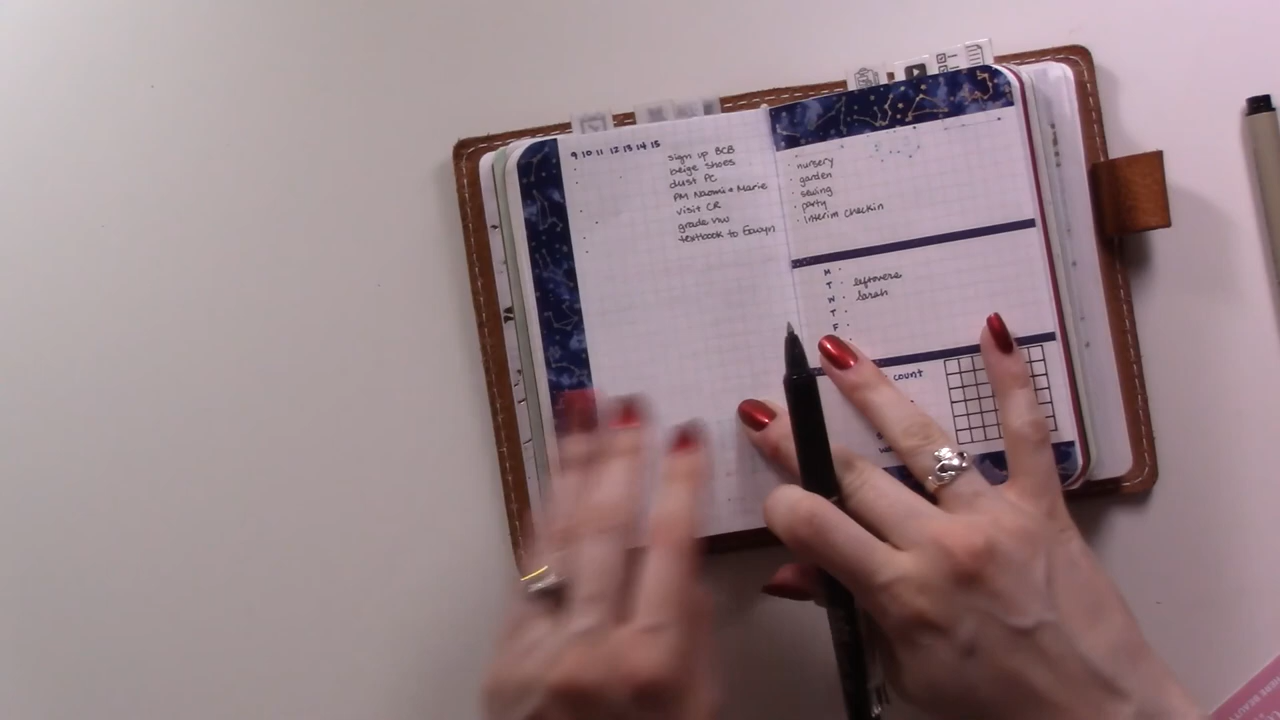 9 10 11 12 13 14 15
sign up BCB
beige shoes
dust PC
PM Naomi + Marie
visit CR
grade hw
textbook to Eowyn
· nursery
· garden
· sewing
· party
· Interim checkin
M ·
T · leftovers
W · Sarah
T ·
F ·
count